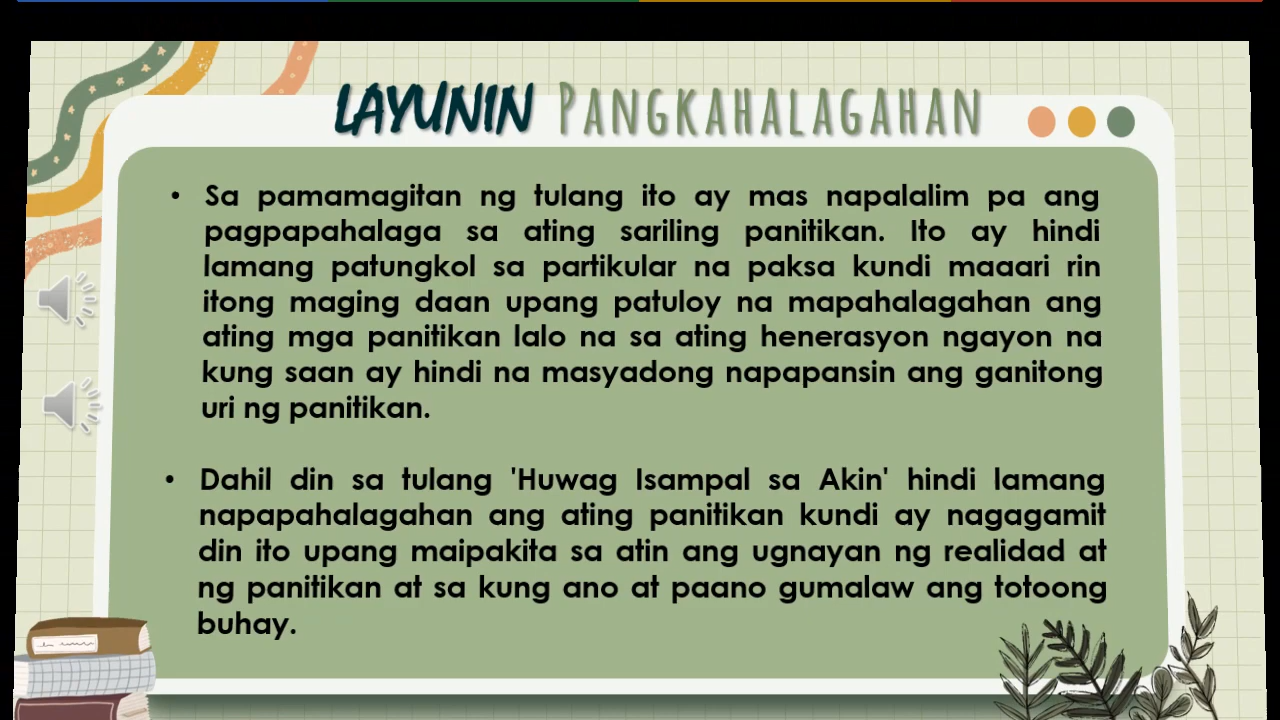 LAYUNIN PANGKAHALAGAHAN
• Sa pamamagitan ng tulang ito ay mas napalalim pa ang
pagpapahalaga sa ating sariling panitikan. Ito ay hindi
lamang patungkol sa partikular na paksa kundi maaari rin
itong maging daan upang patuloy na mapahalagahan ang
ating mga panitikan lalo na sa ating henerasyon ngayon na
kung saan ay hindi na masyadong napapansin ang ganitong
uri ng panitikan.
• Dahil din sa tulang 'Huwag Isampal sa Akin' hindi lamang
napapahalagahan ang ating panitikan kundi ay nagagamit
din ito upang maipakita sa atin ang ugnayan ng realidad at
ng panitikan at sa kung ano at paano gumalaw ang totoong
buhay.